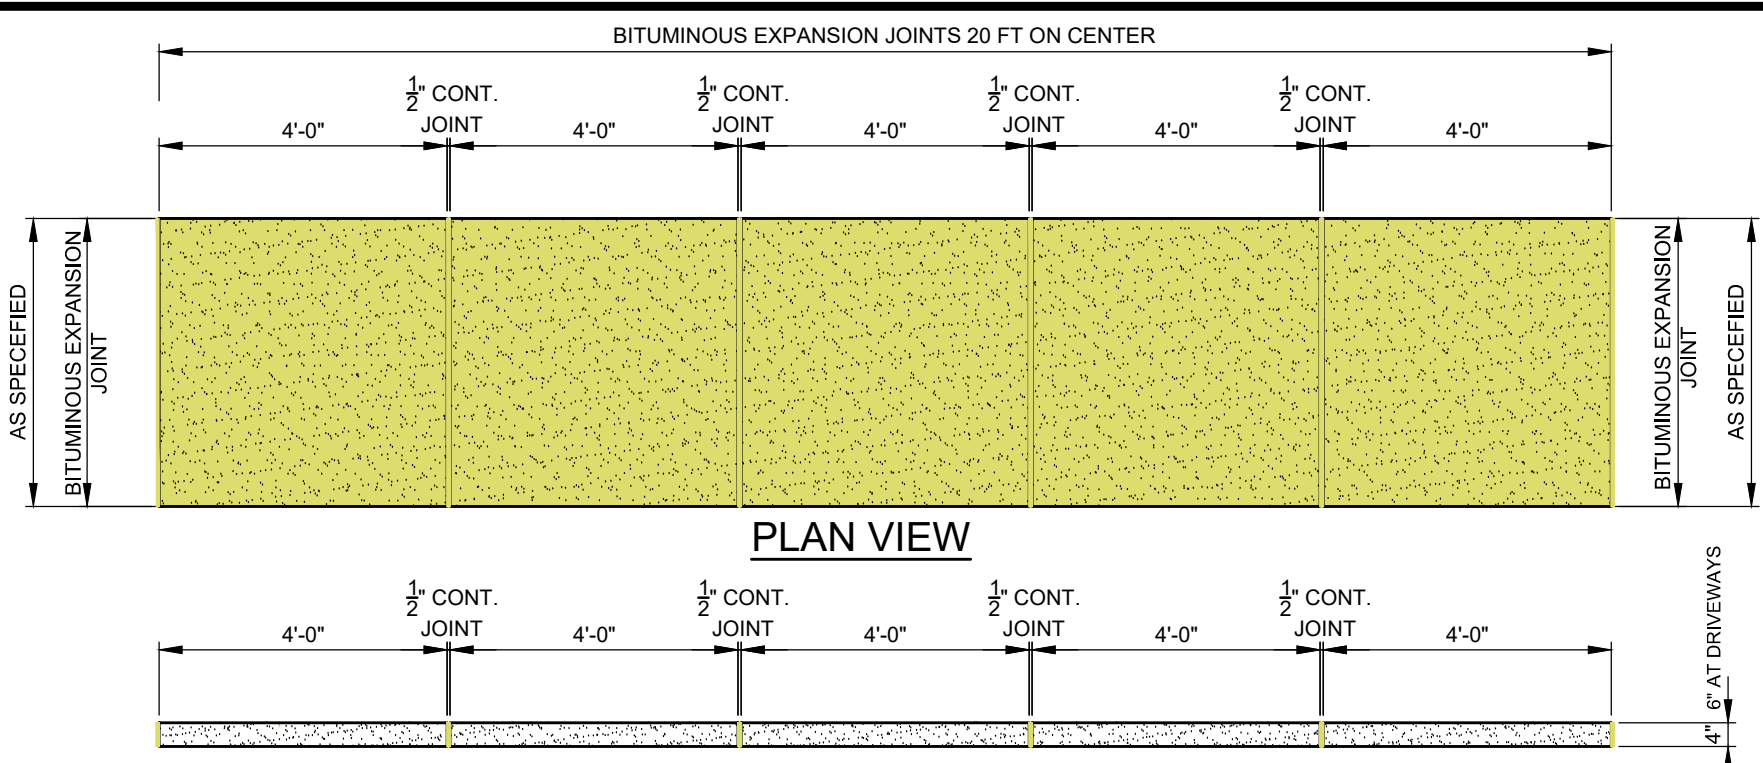 BITUMINOUS EXPANSION JOINTS 20 FT ON CENTER
1/2" CONT.
JOINT
1/2" CONT.
JOINT
1/2" CONT.
JOINT
1/2" CONT.
JOINT
4'-0"
4'-0"
4'-0"
4'-0"
4'-0"
AS SPECEFIED
BITUMINOUS EXPANSION
JOINT
BITUMINOUS EXPANSION
JOINT
AS SPECEFIED
PLAN VIEW
1/2" CONT.
JOINT
1/2" CONT.
JOINT
1/2" CONT.
JOINT
1/2" CONT.
JOINT
4'-0"
4'-0"
4'-0"
4'-0"
4'-0"
6" AT DRIVEWAYS
4"